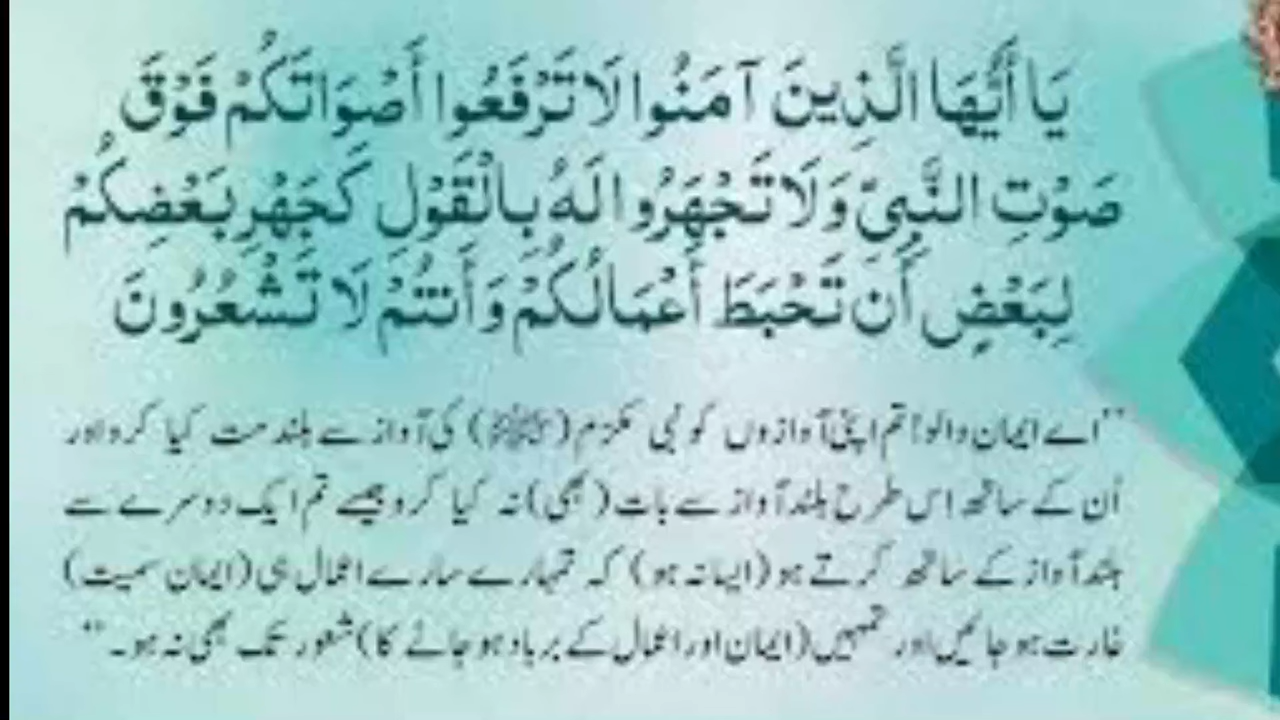 يَا أَيُّهَا الَّذِينَ آمَنُوا لَا تَرْفَعُوا أَصْوَاتَكُمْ فَوْقَ
صَوْتِ النَّبِيِّ وَلَا تَجْهَرُوا لَهُ بِالْقَوْلِ كَجَهْرِ بَعْضِكُمْ
لِبَعْضٍ أَن تَحْبَطَ أَعْمَالُكُمْ وَأَنتُمْ لَا تَشْعُرُونَ
’’اے ایمان والو! تم اپنی آوازوں کو نبی مکرّم (ﷺ) کی آواز سے بلند مت کیا کرو اور
اُن کے ساتھ اس طرح بلند آواز سے بات (بھی) نہ کیا کرو جیسے تم ایک دوسرے سے
بلند آواز کے ساتھ کرتے ہو (ایسا نہ ہو) کہ تمہارے سارے اعمال ہی (ایمان سمیت)
غارت ہو جائیں اور تمہیں (ایمان اور اعمال کے برباد ہو جانے کا) شعور تک بھی نہ ہو۔‘‘